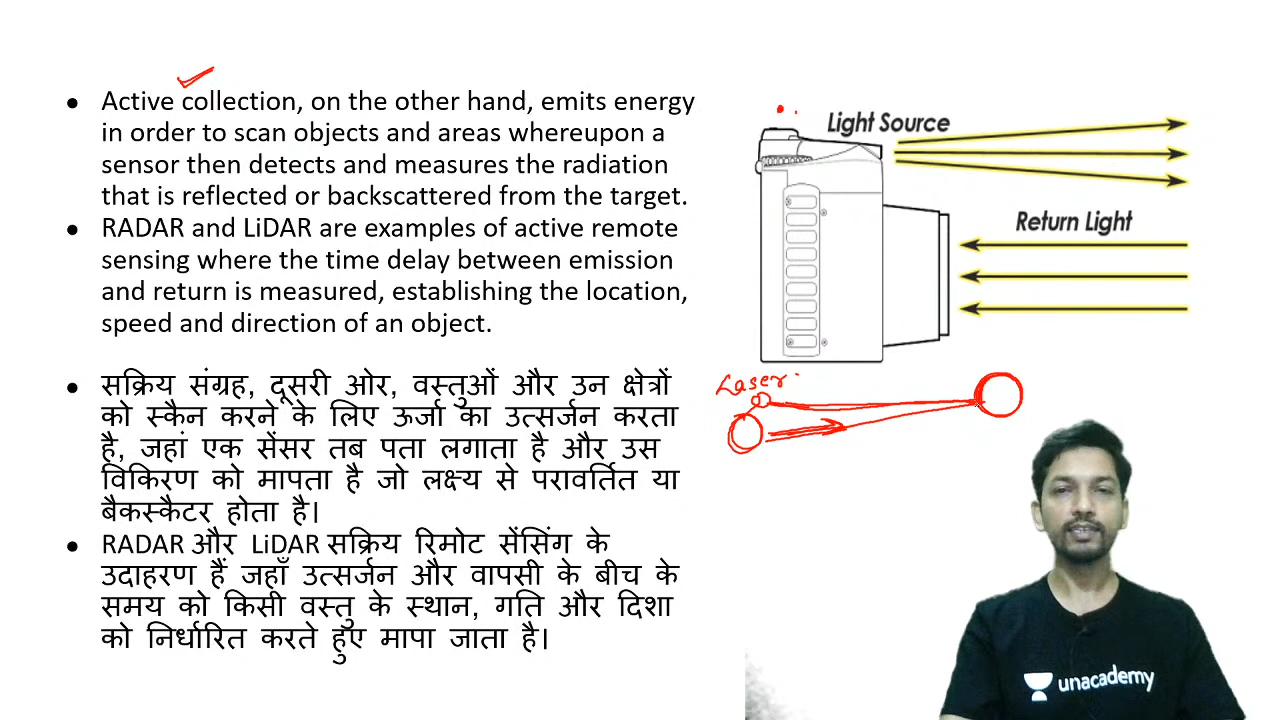 • Active collection, on the other hand, emits energy
in order to scan objects and areas whereupon a
sensor then detects and measures the radiation
that is reflected or backscattered from the target.
• RADAR and LiDAR are examples of active remote
sensing where the time delay between emission
and return is measured, establishing the location,
speed and direction of an object.
• सक्रिय संग्रह, दूसरी ओर, वस्तुओं और उन क्षेत्रों
को स्कैन करने के लिए ऊर्जा का उत्सर्जन करता
है, जहां एक सेंसर तब पता लगाता है और उस
विकिरण को मापता है जो लक्ष्य से परावर्तित या
बैकस्कैटर होता है।
• RADAR और LiDAR सक्रिय रिमोट सेंसिंग के
उदाहरण हैं जहाँ उत्सर्जन और वापसी के बीच के
समय को किसी वस्तु के स्थान, गति और दिशा
को निर्धारित करते हुए मापा जाता है।
Light Source
Return Light
Laser
unacademy